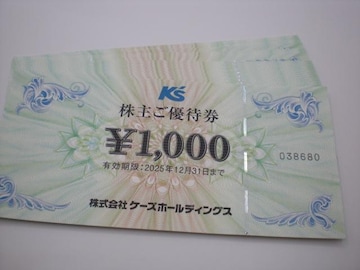 K's
株主ご優待券
¥1,000
038680
有効期限：2025年12月31日まで
株式会社 ケーズホールディングス